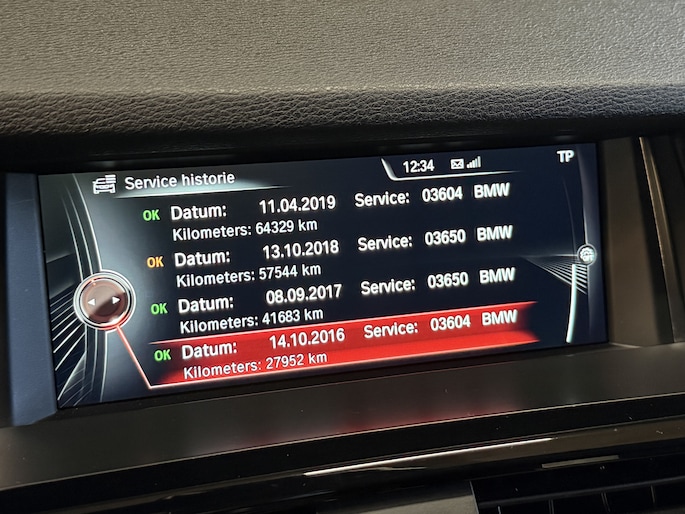 Service historie 12:34 TP
OK Datum: 11.04.2019 Service: 03604 BMW
Kilometers: 64329 km
OK Datum: 13.10.2018 Service: 03650 BMW
Kilometers: 57544 km
OK Datum: 08.09.2017 Service: 03650 BMW
Kilometers: 41683 km
OK Datum: 14.10.2016 Service: 03604 BMW
Kilometers: 27952 km